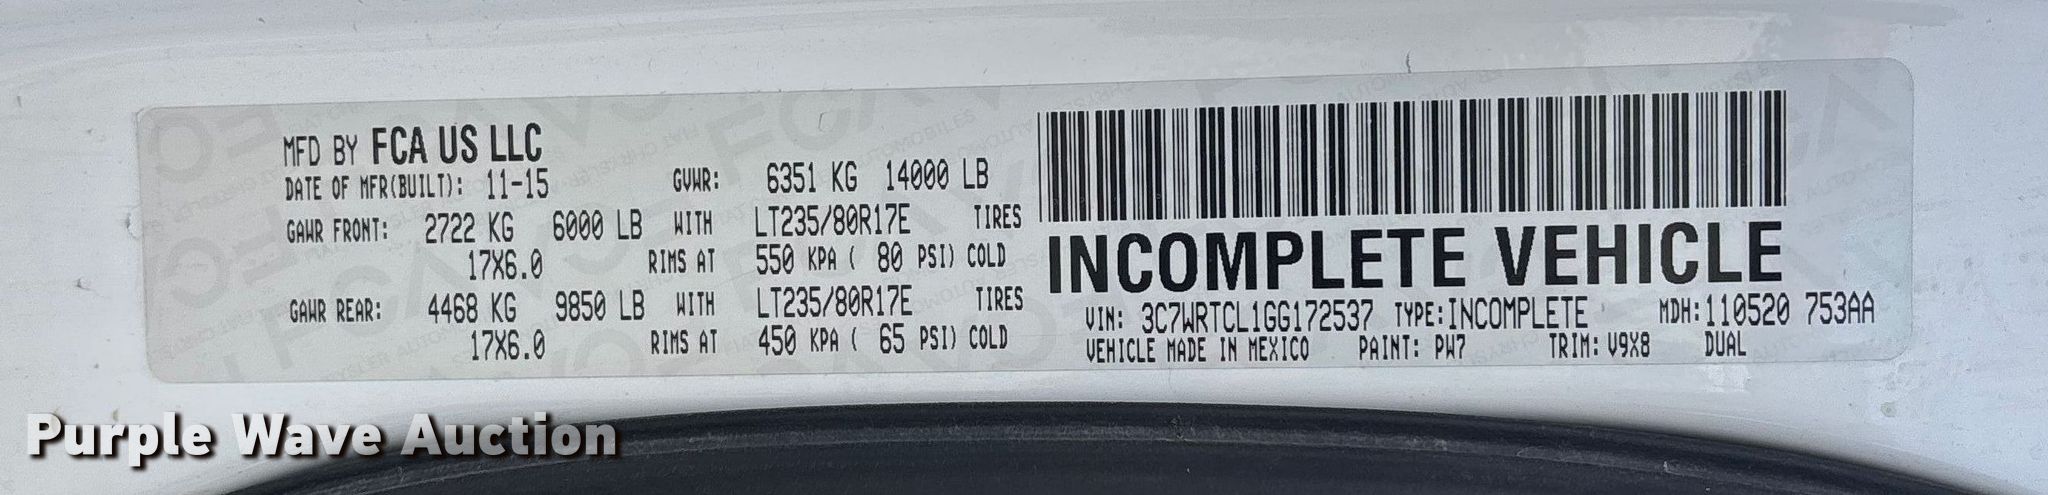 MFD BY FCA US LLC
DATE OF MFR(BUILT): 11-15 GVWR: 6351 KG 14000 LB
GAWR FRONT: 2722 KG 6000 LB WITH LT235/80R17E TIRES
17X6.0 RIMS AT 550 KPA ( 80 PSI) COLD
GAWR REAR: 4468 KG 9850 LB WITH LT235/80R17E TIRES
17X6.0 RIMS AT 450 KPA ( 65 PSI) COLD
INCOMPLETE VEHICLE
VIN: 3C7WRTCL1GG172537 TYPE:INCOMPLETE MDH:110520 753AA
VEHICLE MADE IN MEXICO PAINT: PW7 TRIM: V9X8 DUAL
Purple Wave Auction